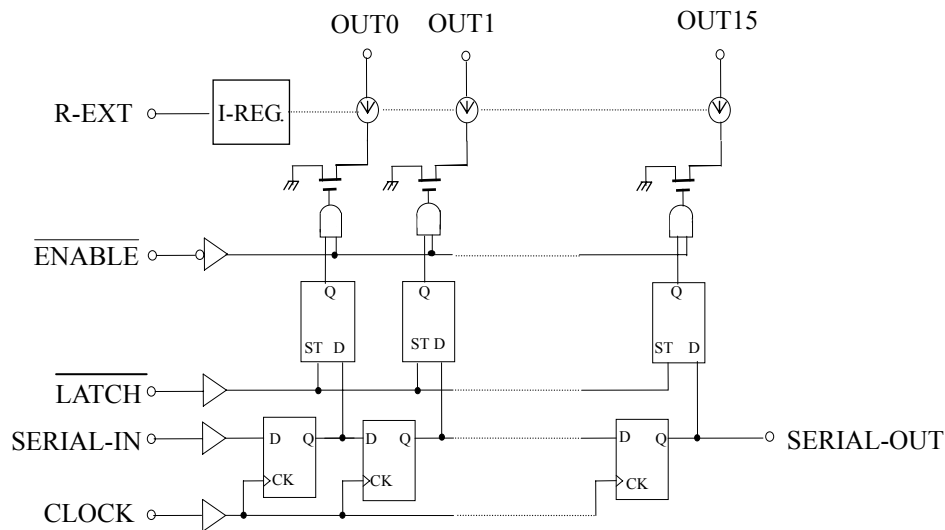 OUT0 OUT1 OUT15
R-EXT I-REG.
ENABLE
Q Q Q
ST D ST D ST D
LATCH
SERIAL-IN D Q D Q D Q SERIAL-OUT
CK CK CK
CLOCK